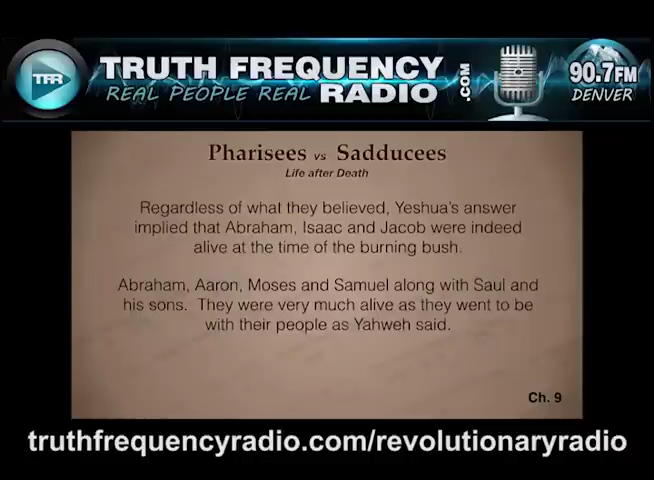 TFR
TRUTH FREQUENCY
REAL PEOPLE REAL RADIO .COM
90.7FM
DENVER
Pharisees vs Sadducees
Life after Death
Regardless of what they believed, Yeshua's answer
implied that Abraham, Isaac and Jacob were indeed
alive at the time of the burning bush.
Abraham, Aaron, Moses and Samuel along with Saul and
his sons. They were very much alive as they went to be
with their people as Yahweh said.
Ch. 9
truthfrequencyradio.com/revolutionaryradio